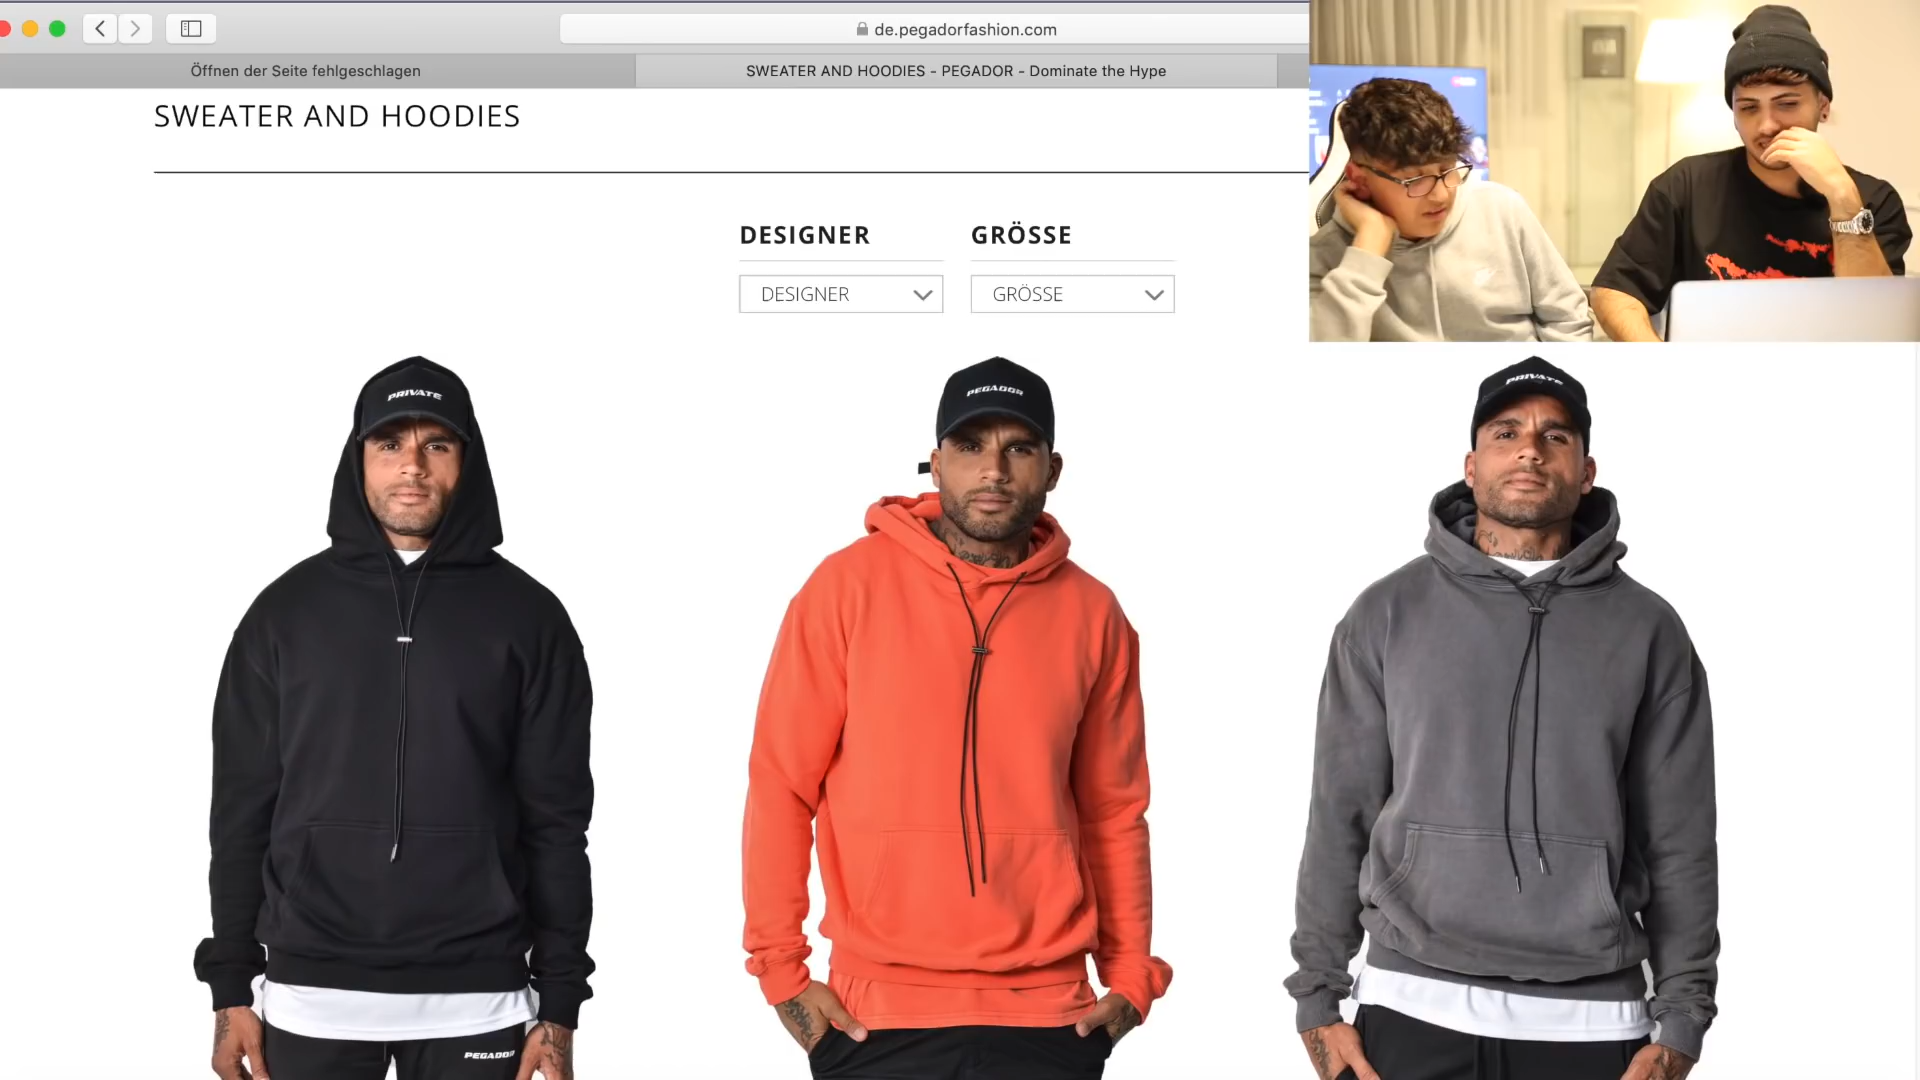 de.pegadorfashion.com
Öffnen der Seite fehlgeschlagen
SWEATER AND HOODIES - PEGADOR - Dominate the Hype
SWEATER AND HOODIES
DESIGNER
GRÖSSE
DESIGNER
GRÖSSE
PRIVATE
PEGADOR
PRIVATE
PEGADOR